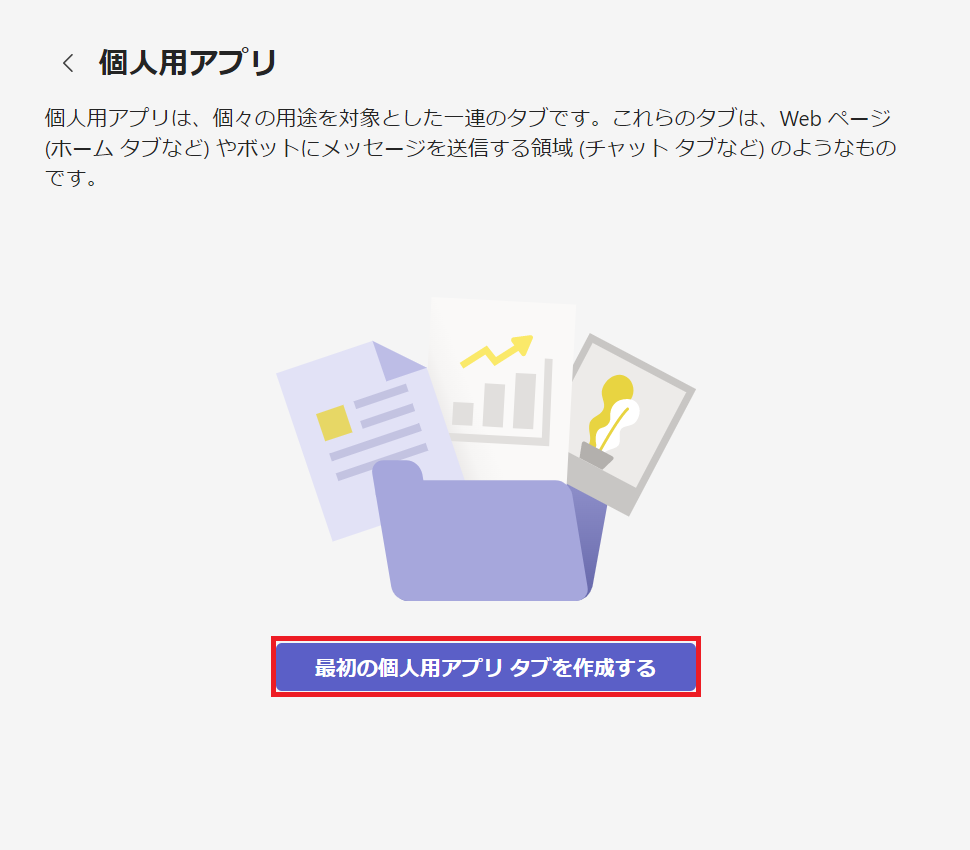 個人用アプリ
個人用アプリは、個々の用途を対象とした一連のタブです。これらのタブは、Web ページ
(ホーム タブなど) やボットにメッセージを送信する領域 (チャット タブなど) のようなもの
です。
最初の個人用アプリ タブを作成する